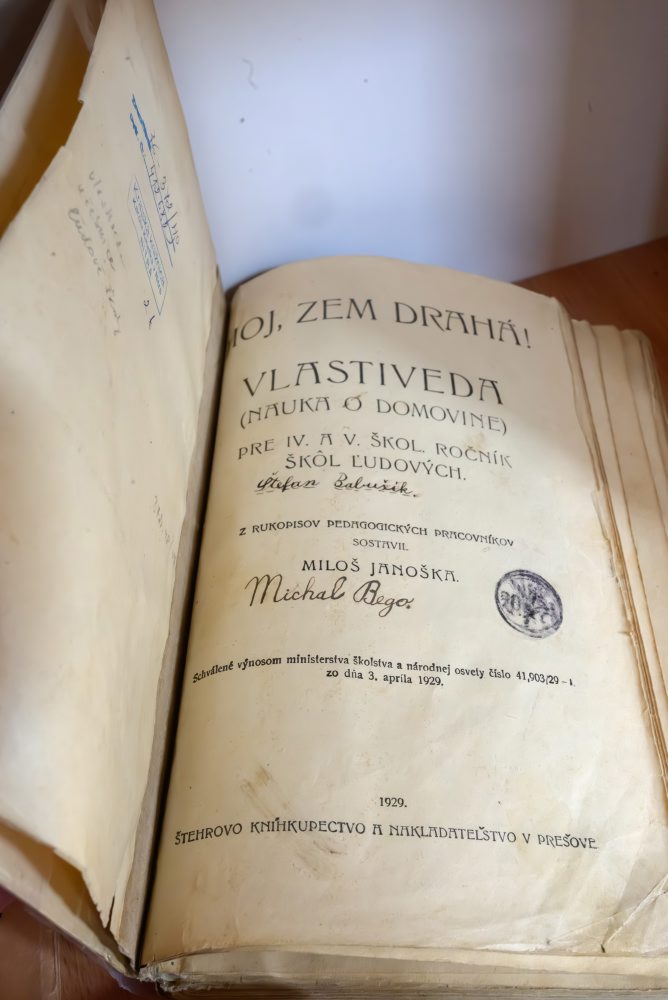 OJ, ZEM DRAHÁ!
VLASTIVEDA
(NAUKA O DOMOVINE)
PRE IV. A V. ŠKOL. ROČNÍK
ŠKÔL ĽUDOVÝCH.
Štefan Babušik.
Z RUKOPISOV PEDAGOGICKÝCH PRACOVNÍKOV
SOSTAVIL
MILOŠ JANOŠKA.
Michal Bego.
Schválené výnosom ministerstva školstva a národnej osvety číslo 41,903/29 - I.
zo dňa 3. apríla 1929.
1929.
ŠTEHROVO KNÍHKUPECTVO A NAKLADATEĽSTVO V PREŠOVE